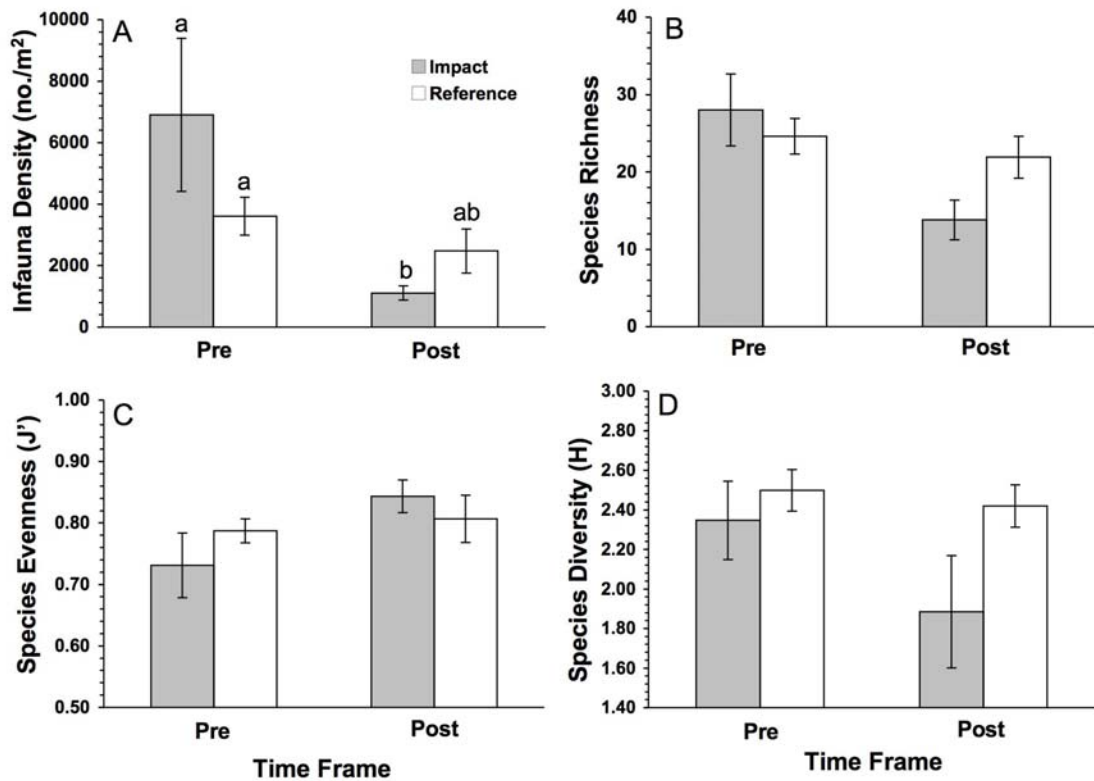 A
Infauna Density (no./m²)
10000
8000
6000
4000
2000
0
a
a
b
ab
Impact
Reference
Pre
Post
B
Species Richness
40
30
20
10
0
Pre
Post
C
Species Evenness (J’)
1.00
0.90
0.80
0.70
0.60
0.50
Pre
Post
Time Frame
D
Species Diversity (H)
3.00
2.80
2.60
2.40
2.20
2.00
1.80
1.60
1.40
Pre
Post
Time Frame